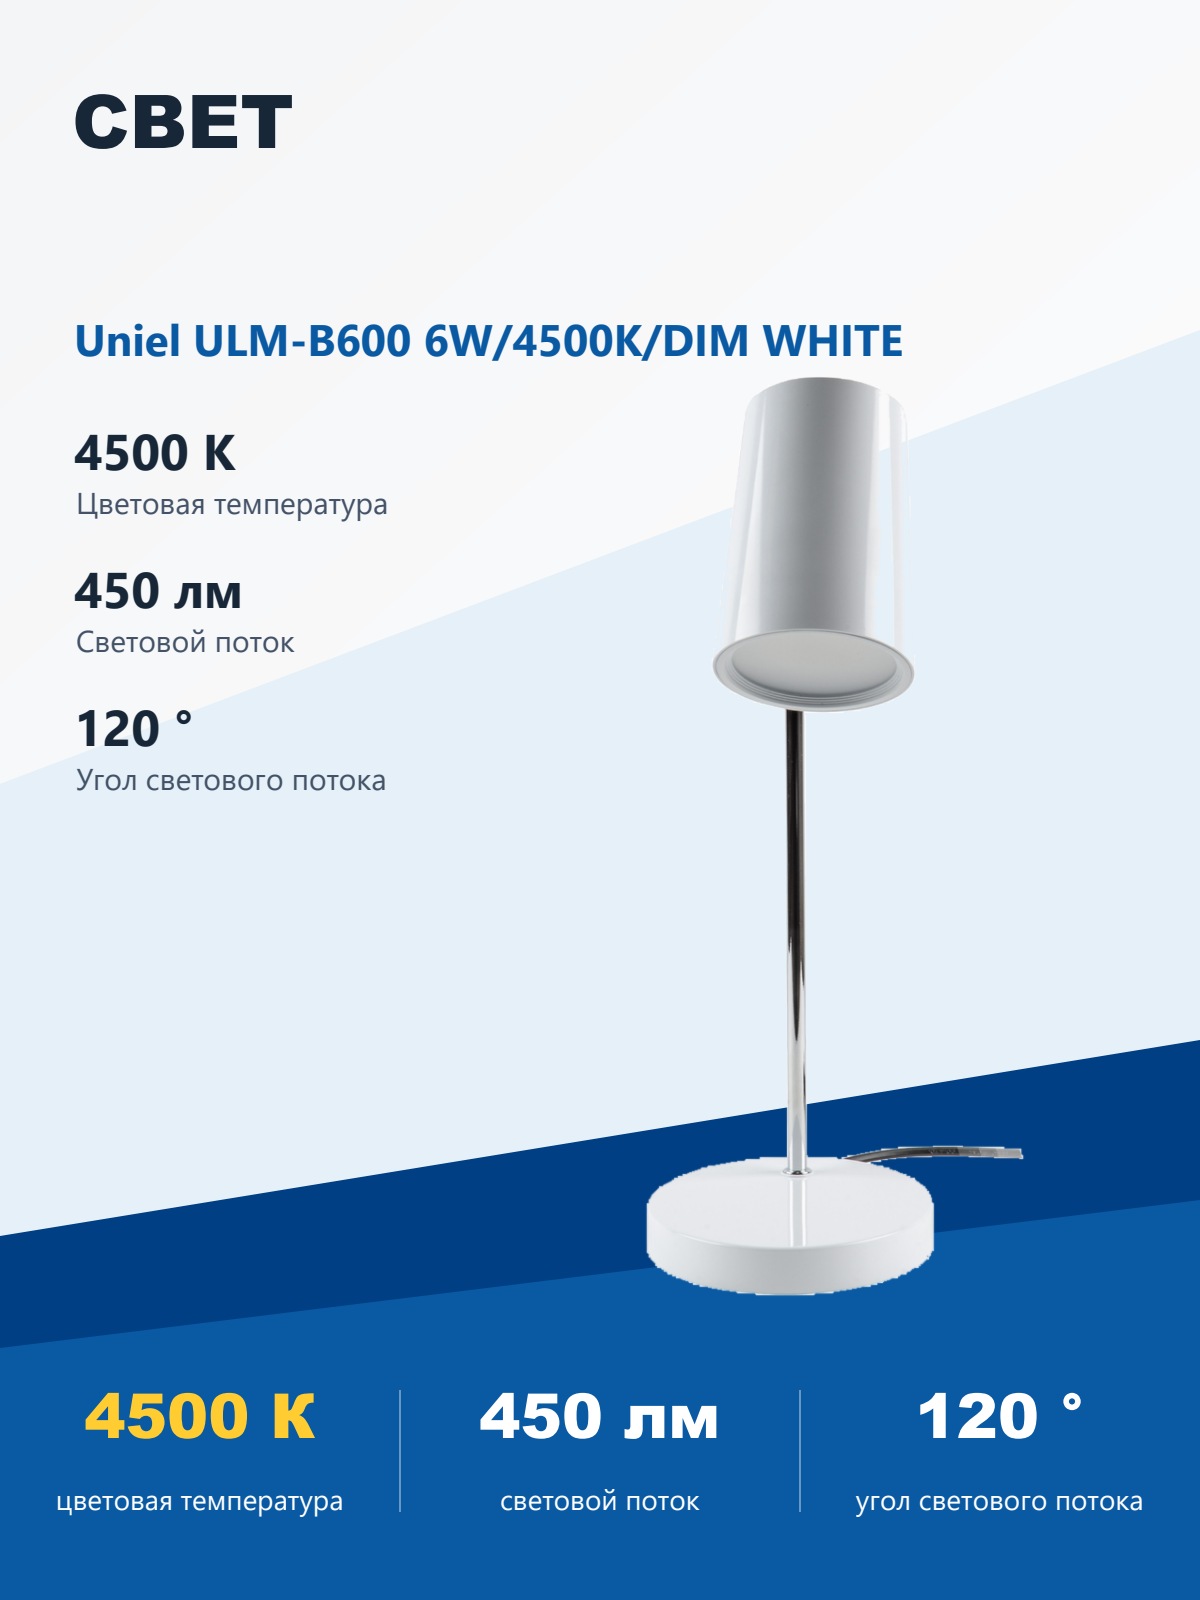 СВЕТ
Uniel ULM-B600 6W/4500K/DIM WHITE
4500 К
Цветовая температура
450 лм
Световой поток
120 °
Угол светового потока
4500 К
цветовая температура
450 лм
световой поток
120 °
угол светового потока